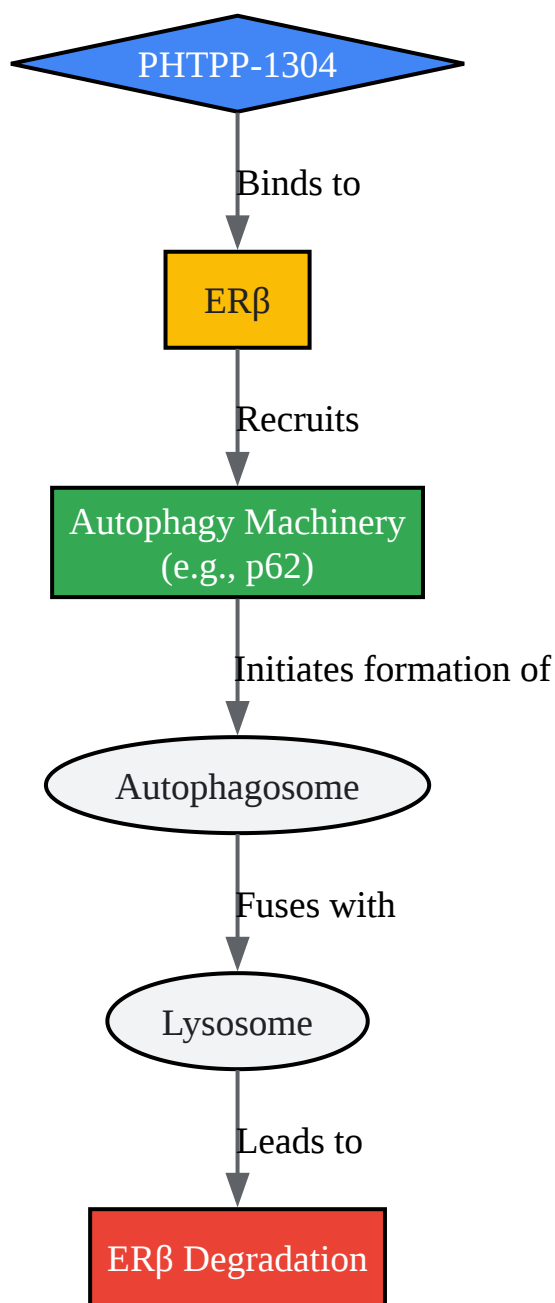 PHTPP-1304
Binds to
ERβ
Recruits
Autophagy Machinery
(e.g., p62)
Initiates formation of
Autophagosome
Fuses with
Lysosome
Leads to
ERβ Degradation